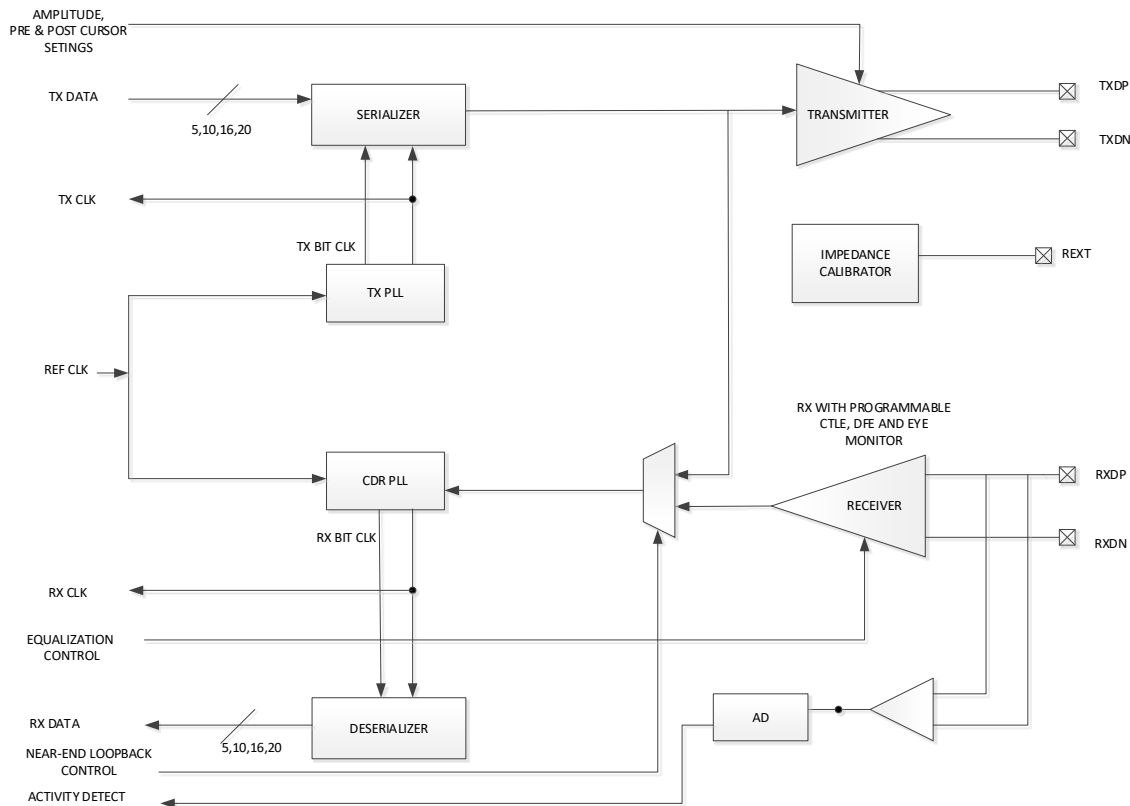 AMPLITUDE,
PRE & POST CURSOR
SETINGS
TX DATA
5,10,16,20
SERIALIZER
TRANSMITTER
TXDP
TXDN
TX CLK
TX BIT CLK
TX PLL
IMPEDANCE
CALIBRATOR
REXT
REF CLK
RX WITH PROGRAMMABLE
CTLE, DFE AND EYE
MONITOR
CDR PLL
RECEIVER
RXDP
RXDN
RX BIT CLK
RX CLK
EQUALIZATION
CONTROL
RX DATA
5,10,16,20
DESERIALIZER
AD
NEAR-END LOOPBACK
CONTROL
ACTIVITY DETECT